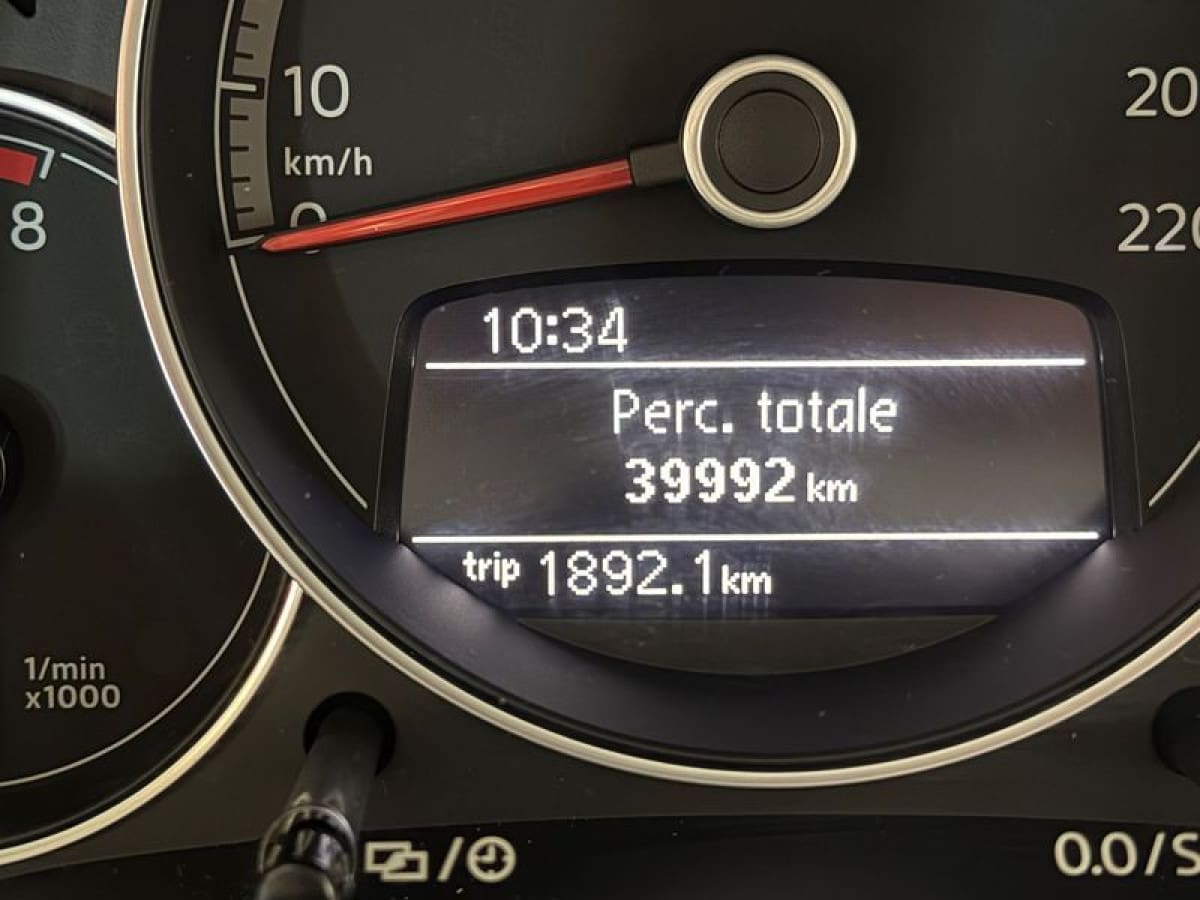 10
20
km/h
7
0
8
220
10:34
Perc. totale
39992 km
trip 1892.1 km
1/min
x1000
/
0.0/S